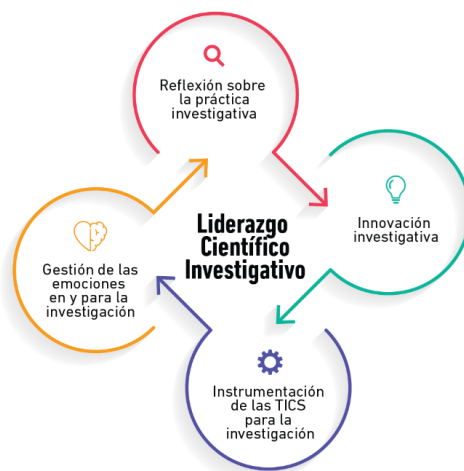 Reflexión sobre
la práctica
investigativa
Liderazgo
Científico
Investigativo
Innovación
investigativa
Gestión de las
emociones
en y para la
investigación
Instrumentación
de las TICS
para la
investigación